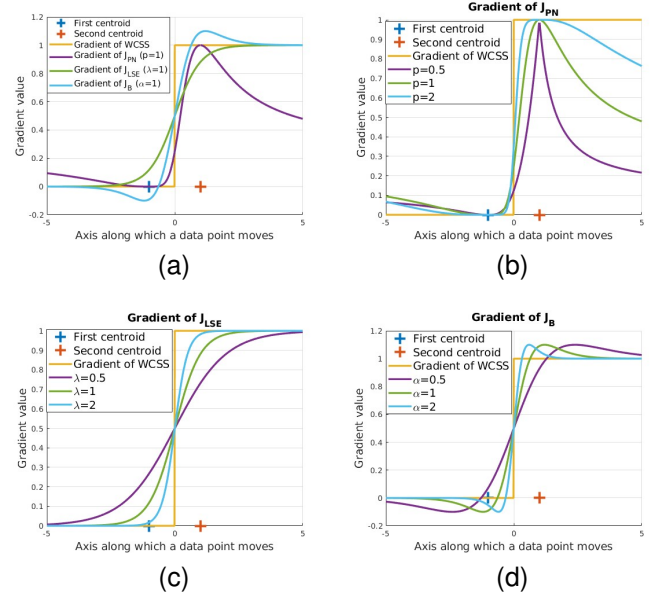 First centroid
Second centroid
Gradient of WCSS
Gradient of J_PN (p=1)
Gradient of J_LSE (λ=1)
Gradient of J_B (α=1)
1.2
1
0.8
0.6
0.4
0.2
0
-0.2
Gradient value
-5
0
5
Axis along which a data point moves
(a)
Gradient of J_PN
First centroid
Second centroid
Gradient of WCSS
p=0.5
p=1
p=2
1
0.9
0.8
0.7
0.6
0.5
0.4
0.3
0.2
0.1
0
Gradient value
-5
0
5
Axis along which a data point moves
(b)
Gradient of J_LSE
First centroid
Second centroid
Gradient of WCSS
λ=0.5
λ=1
λ=2
1
0.9
0.8
0.7
0.6
0.5
0.4
0.3
0.2
0.1
0
Gradient value
-5
0
5
Axis along which a data point moves
(c)
Gradient of J_B
First centroid
Second centroid
Gradient of WCSS
α=0.5
α=1
α=2
1.2
1
0.8
0.6
0.4
0.2
0
-0.2
Gradient value
-5
0
5
Axis along which a data point moves
(d)